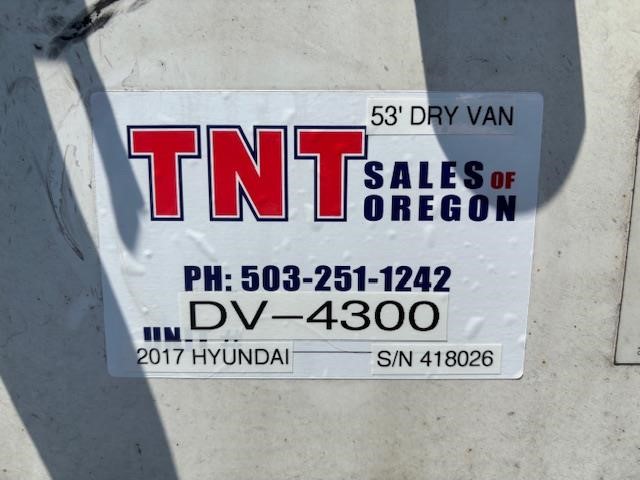 53' DRY VAN
TNT SALES OF OREGON
PH: 503-251-1242
DV-4300
2017 HYUNDAI
S/N 418026